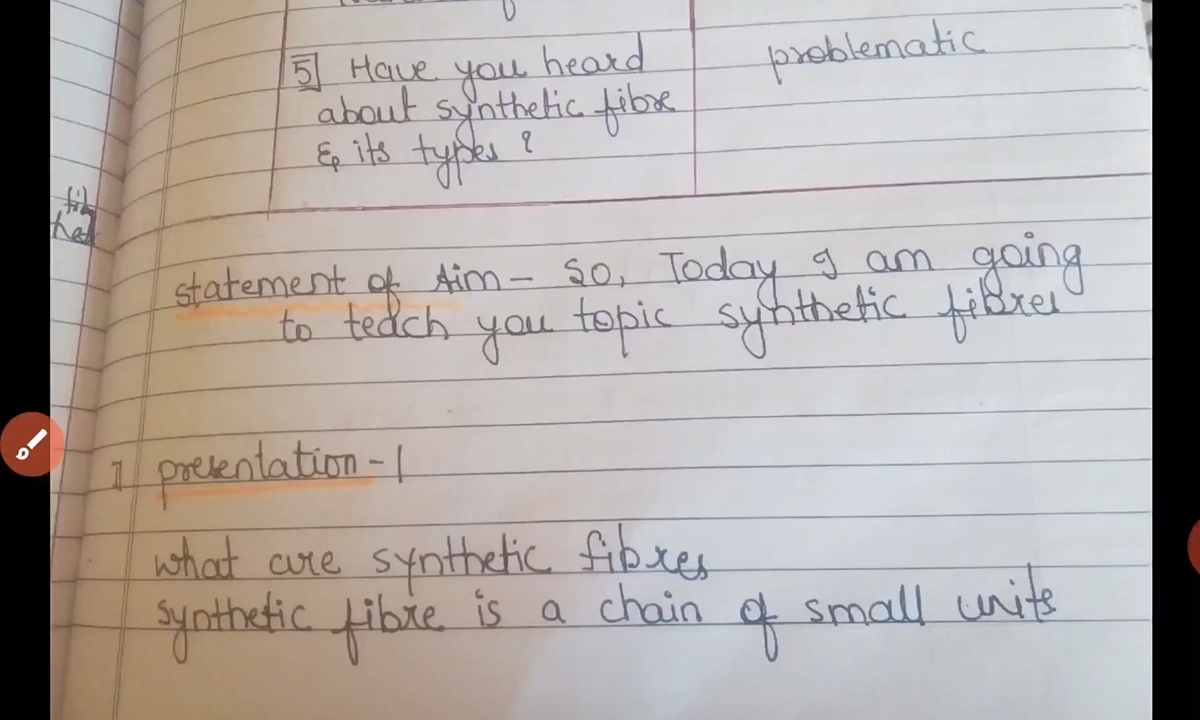 5 Have you heard
problematic
about synthetic fibre
& its types ?
statement of Aim - So, Today I am going
to teach you topic synthetic fibres
presentation - 1
what are synthetic fibres
synthetic fibre is a chain of small units